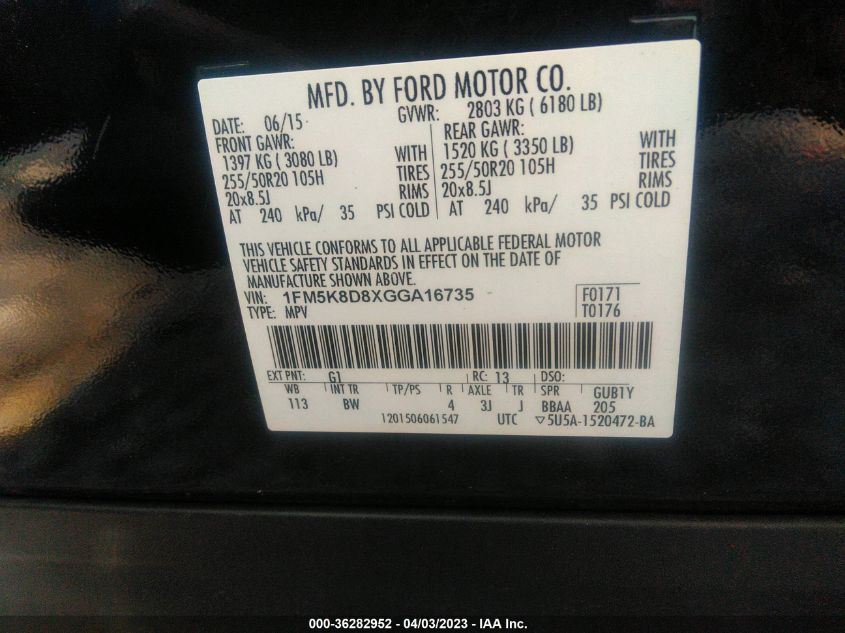 MFD. BY FORD MOTOR CO.
DATE: 06/15 GVWR: 2803 KG ( 6180 LB)
FRONT GAWR: REAR GAWR:
1397 KG ( 3080 LB) WITH 1520 KG ( 3350 LB) WITH
255/50R20 105H TIRES 255/50R20 105H TIRES
20x8.5J RIMS 20x8.5J RIMS
AT 240 kPa/ 35 PSI COLD AT 240 kPa/ 35 PSI COLD
THIS VEHICLE CONFORMS TO ALL APPLICABLE FEDERAL MOTOR
VEHICLE SAFETY STANDARDS IN EFFECT ON THE DATE OF
MANUFACTURE SHOWN ABOVE.
VIN: 1FM5K8D8XGGA16735 F0171
TYPE: MPV T0176
EXT PNT: G1 RC: 13 DSO:
WB INT TR TP/PS R AXLE TR SPR GUB1Y
113 BW 4 3J J BBAA 205
1201506061547 UTC ▽5U5A-1520472-BA
000-36282952 - 04/03/2023 - IAA Inc.